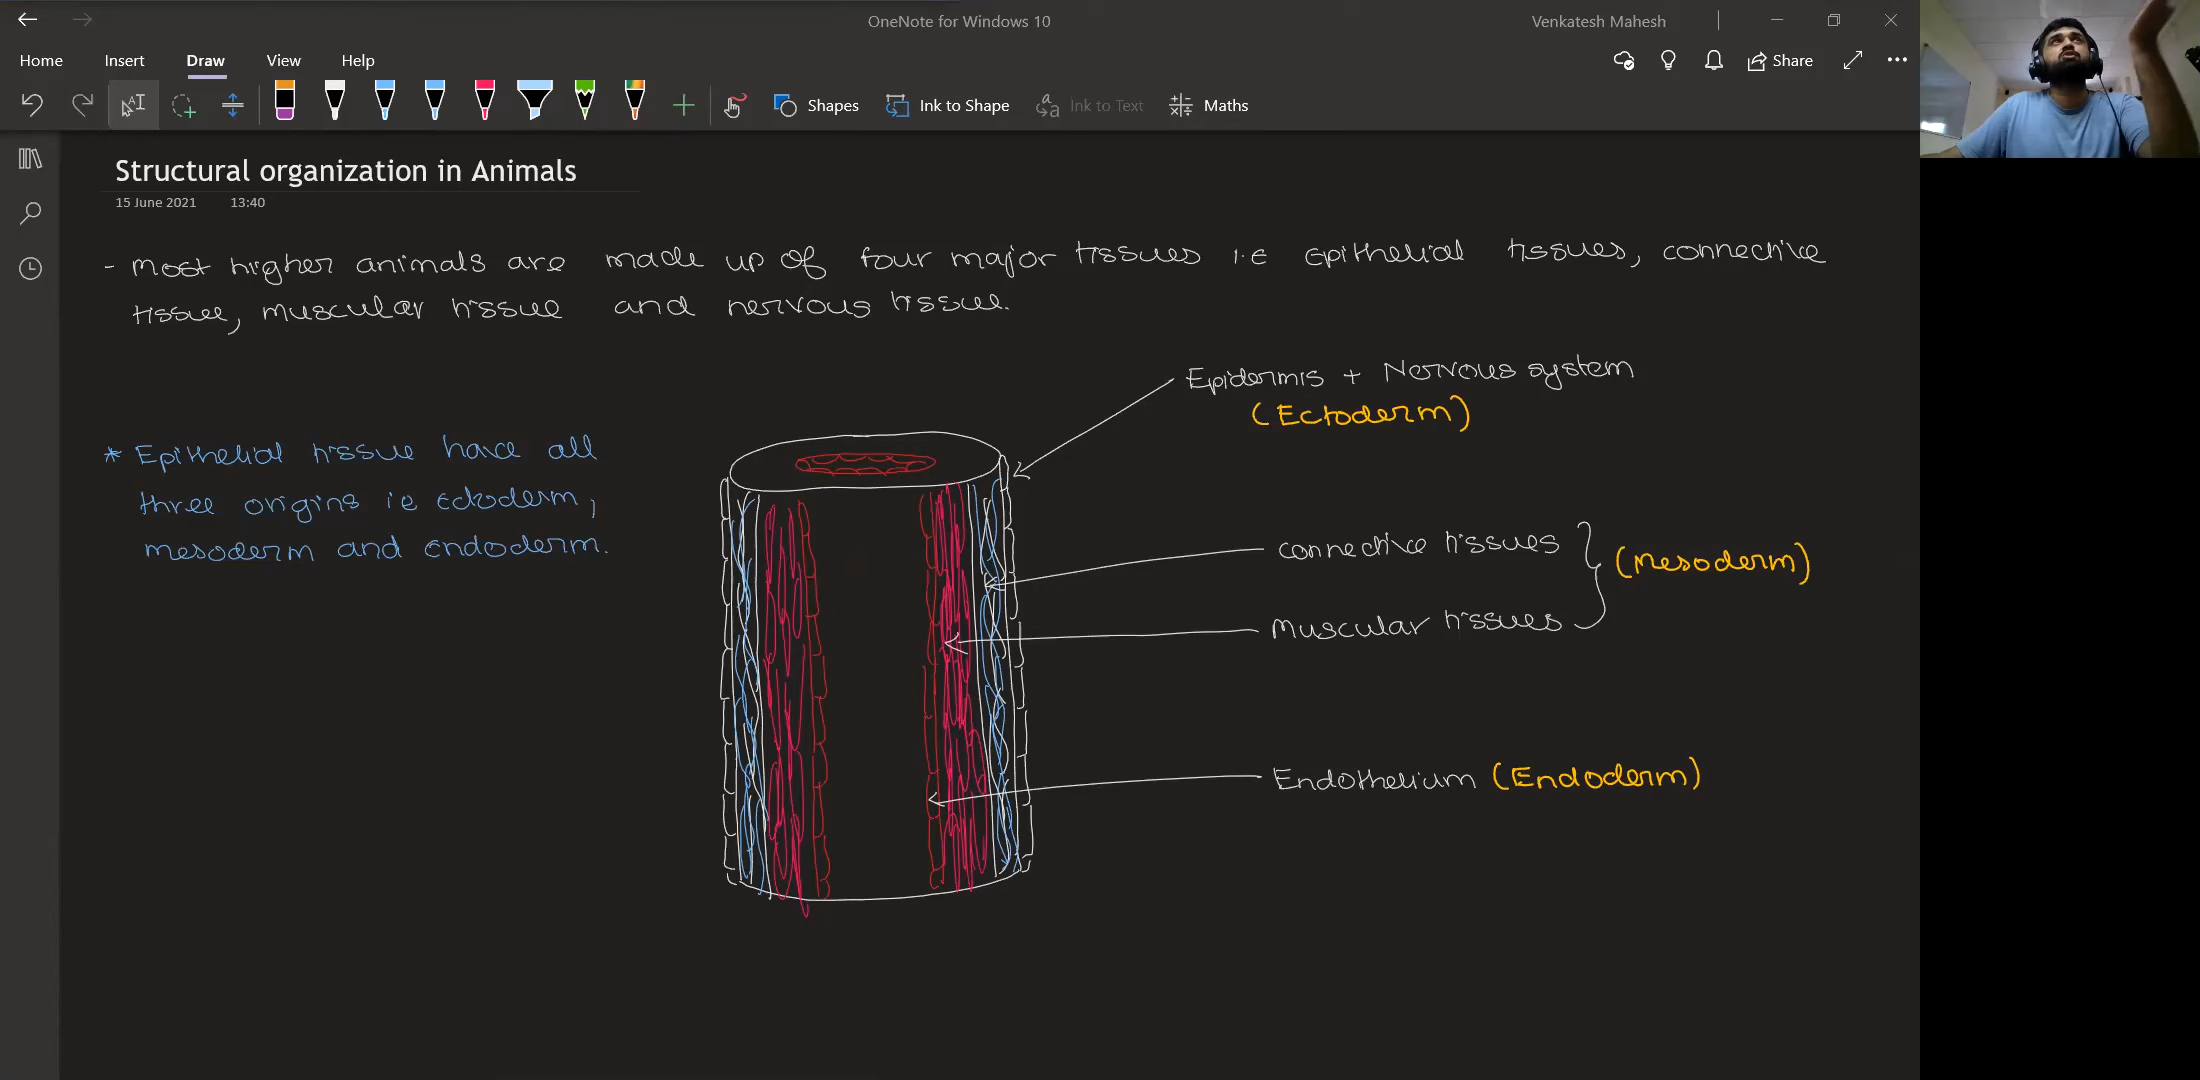 OneNote for Windows 10
Venkatesh Mahesh
Home Insert Draw View Help
Share
Shapes Ink to Shape Ink to Text Maths
Structural organization in Animals
15 June 2021 13:40
- Most higher animals are made up of four major tissues i.e Epithelial tissues, connective
tissue, muscular tissue and nervous tissue.
Epidermis + Nervous system
(Ectoderm)
* Epithelial tissue have all
three origins i.e ectoderm,
mesoderm and endoderm.
connective tissues
(Mesoderm)
Muscular tissues
Endothelium (Endoderm)